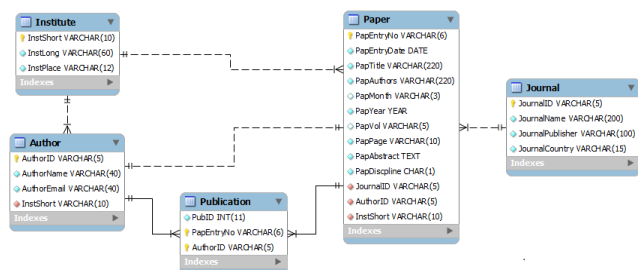 Institute
InstShort VARCHAR(10)
InstLong VARCHAR(60)
InstPlace VARCHAR(12)
Indexes
Author
AuthorID VARCHAR(5)
AuthorName VARCHAR(40)
AuthorEmail VARCHAR(40)
InstShort VARCHAR(10)
Indexes
Publication
PubID INT(11)
PapEntryNo VARCHAR(6)
AuthorID VARCHAR(5)
Indexes
Paper
PapEntryNo VARCHAR(6)
PapEntryDate DATE
PapTitle VARCHAR(220)
PapAuthors VARCHAR(220)
PapMonth VARCHAR(3)
PapYear YEAR
PapVol VARCHAR(5)
PapPage VARCHAR(10)
PapAbstract TEXT
PapDiscpline CHAR(1)
JournalID VARCHAR(5)
AuthorID VARCHAR(5)
InstShort VARCHAR(10)
Indexes
Journal
JournalID VARCHAR(5)
JournalName VARCHAR(200)
JournalPublisher VARCHAR(100)
JournalCountry VARCHAR(15)
Indexes